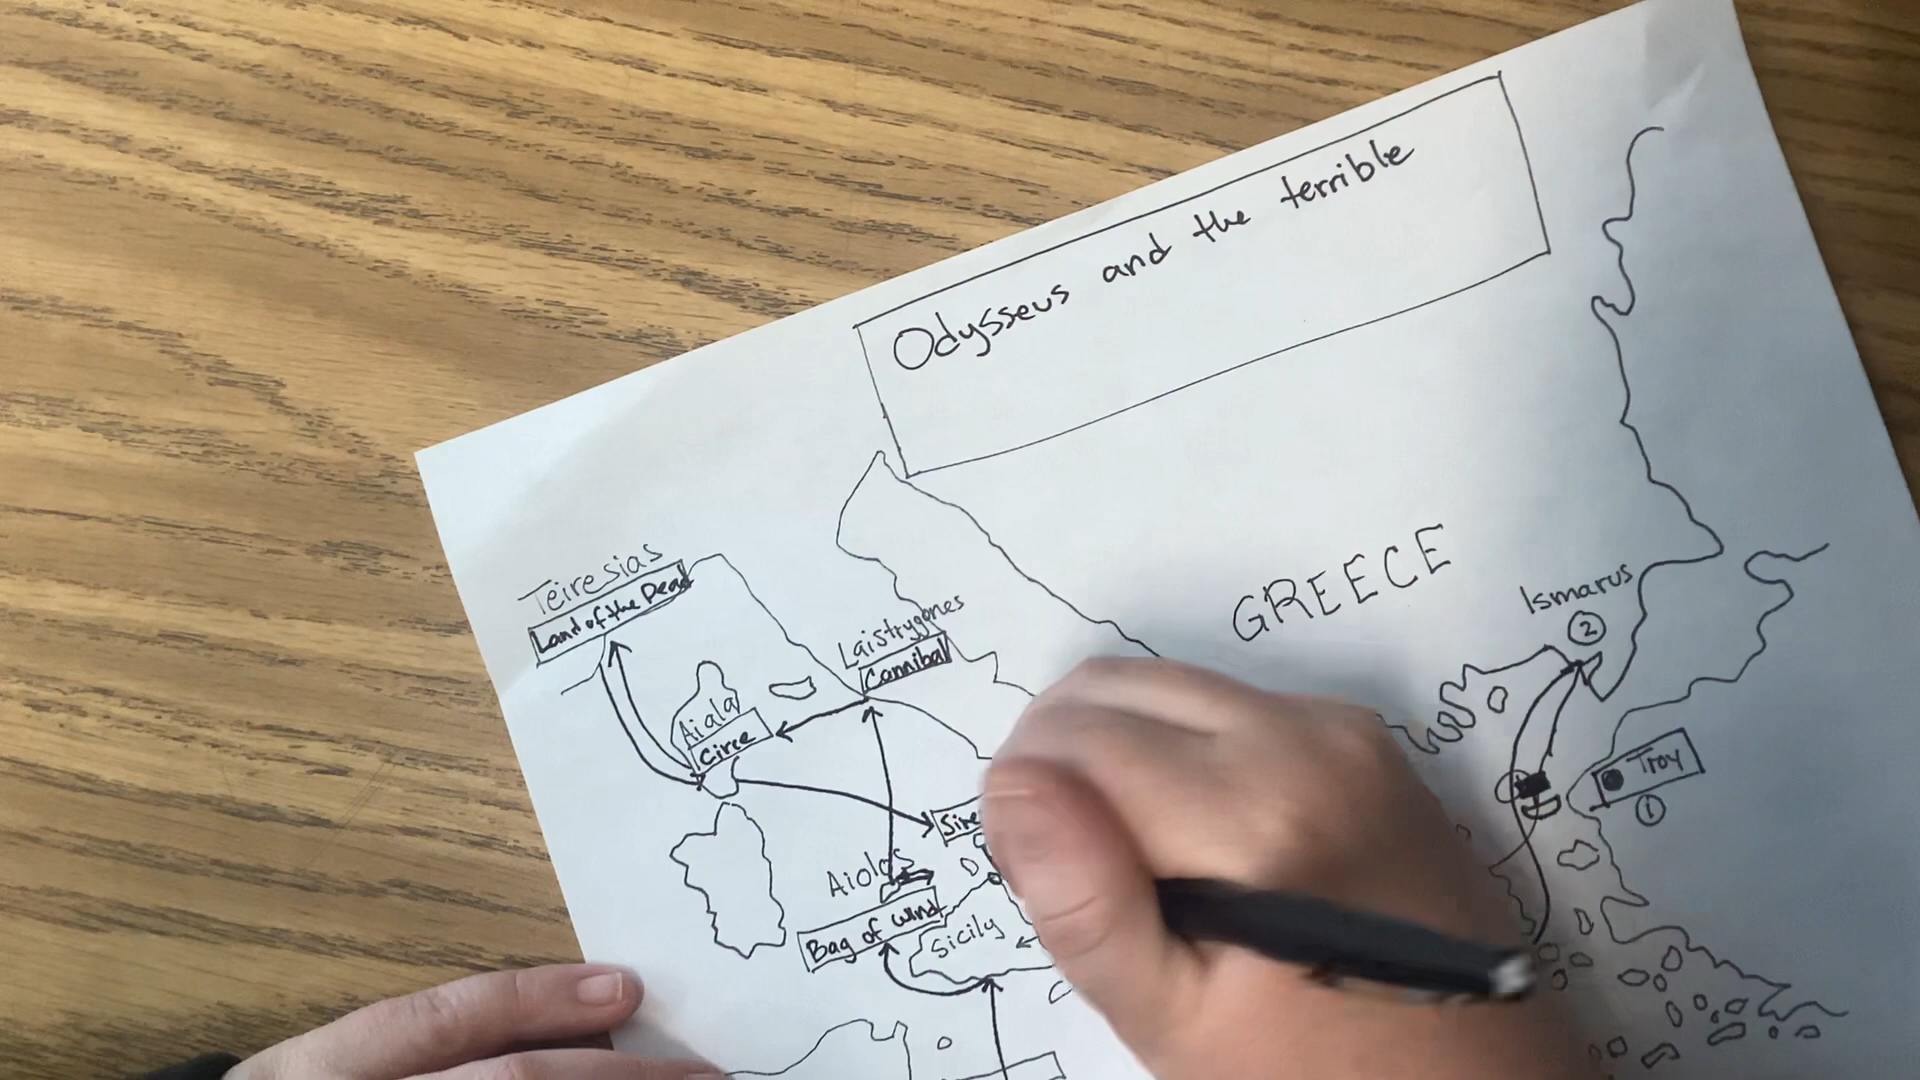 Odysseus and the terrible
GREECE
Teiresias
Land of the Dead
Ismarus
2
Laistrygones
Cannibal
Aiala
Circe
Troy
1
Aiolos
Bag of wind
Sicily